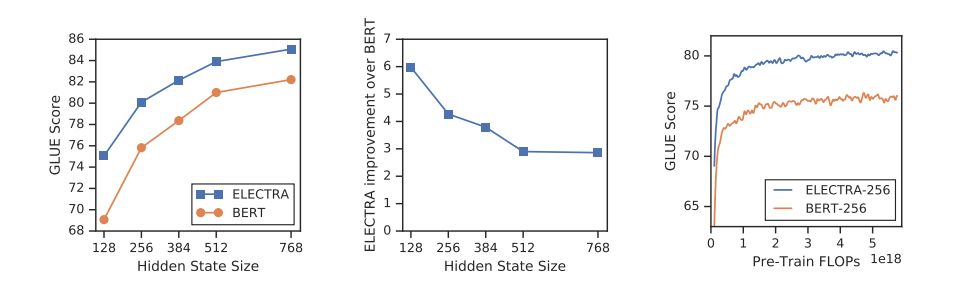 86
84
82
80
78
76
74
72
70
68
GLUE Score
128 256 384 512 768
Hidden State Size
ELECTRA
BERT
7
6
5
4
3
2
1
0
ELECTRA improvement over BERT
128 256 384 512 768
Hidden State Size
80
75
70
65
GLUE Score
ELECTRA-256
BERT-256
0 1 2 3 4 5
Pre-Train FLOPs 1e18